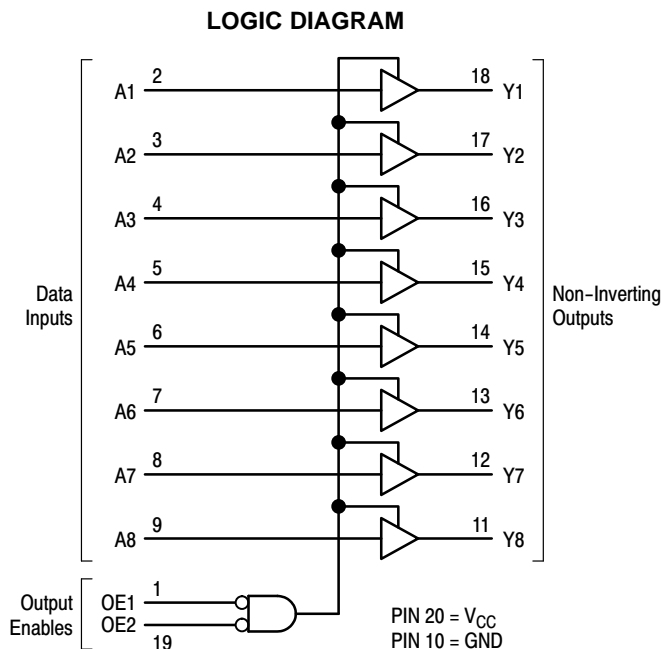 LOGIC DIAGRAM
A1 2 18 Y1
A2 3 17 Y2
A3 4 16 Y3
A4 5 15 Y4
Data
Inputs
Non-Inverting
Outputs
A5 6 14 Y5
A6 7 13 Y6
A7 8 12 Y7
A8 9 11 Y8
Output
Enables
OE1 1
OE2 19
PIN 20 = VCC
PIN 10 = GND